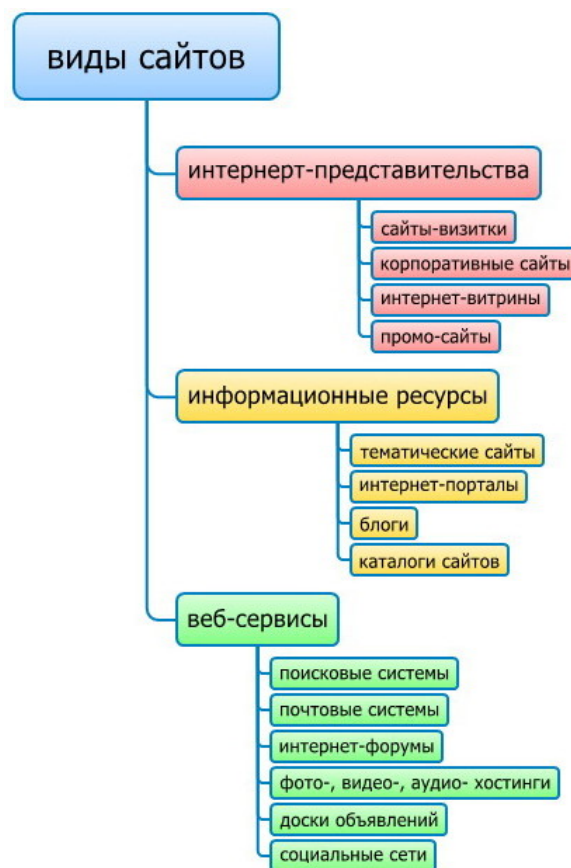 виды сайтов
интернерт-представительства
сайты-визитки
корпоративные сайты
интернет-витрины
промо-сайты
информационные ресурсы
тематические сайты
интернет-порталы
блоги
каталоги сайтов
веб-сервисы
поисковые системы
почтовые системы
интернет-форумы
фото-, видео-, аудио- хостинги
доски объявлений
социальные сети